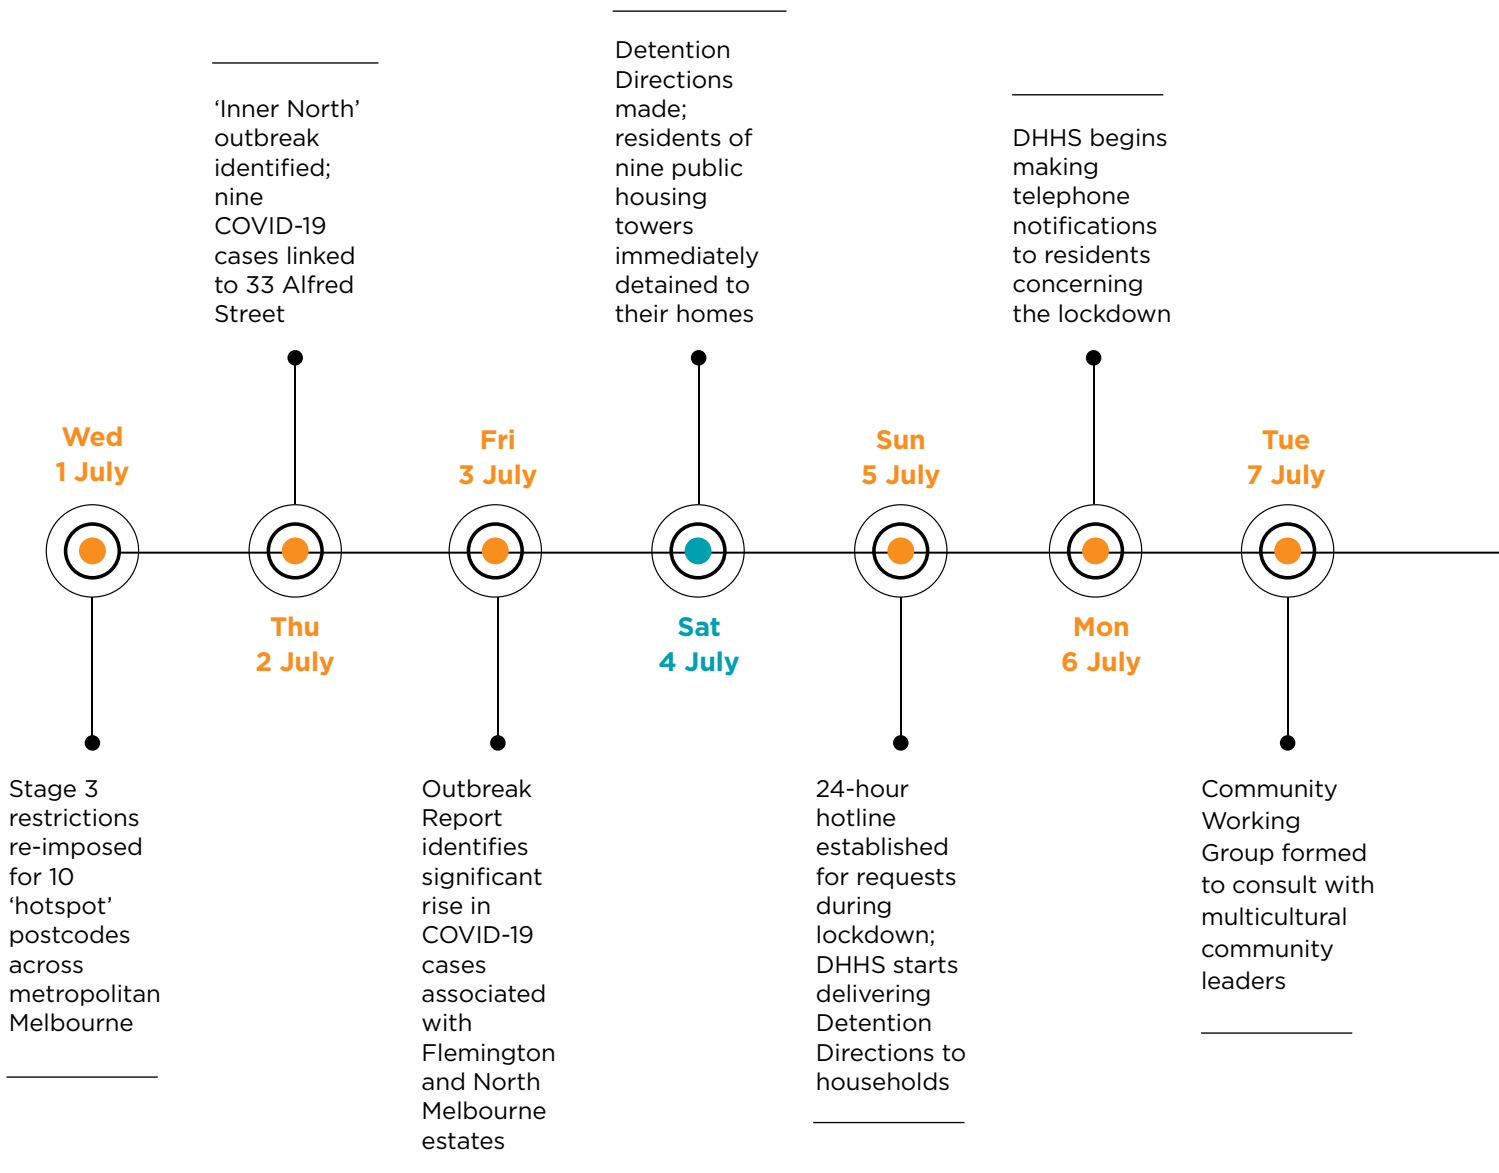 Wed
1 July
Stage 3
restrictions
re-imposed
for 10
‘hotspot’
postcodes
across
metropolitan
Melbourne
‘Inner North’
outbreak
identified;
nine
COVID-19
cases linked
to 33 Alfred
Street
Thu
2 July
Fri
3 July
Outbreak
Report
identifies
significant
rise in
COVID-19
cases
associated
with
Flemington
and North
Melbourne
estates
Detention
Directions
made;
residents of
nine public
housing
towers
immediately
detained to
their homes
Sat
4 July
Sun
5 July
24-hour
hotline
established
for requests
during
lockdown;
DHHS starts
delivering
Detention
Directions to
households
DHHS begins
making
telephone
notifications
to residents
concerning
the lockdown
Mon
6 July
Tue
7 July
Community
Working
Group formed
to consult with
multicultural
community
leaders